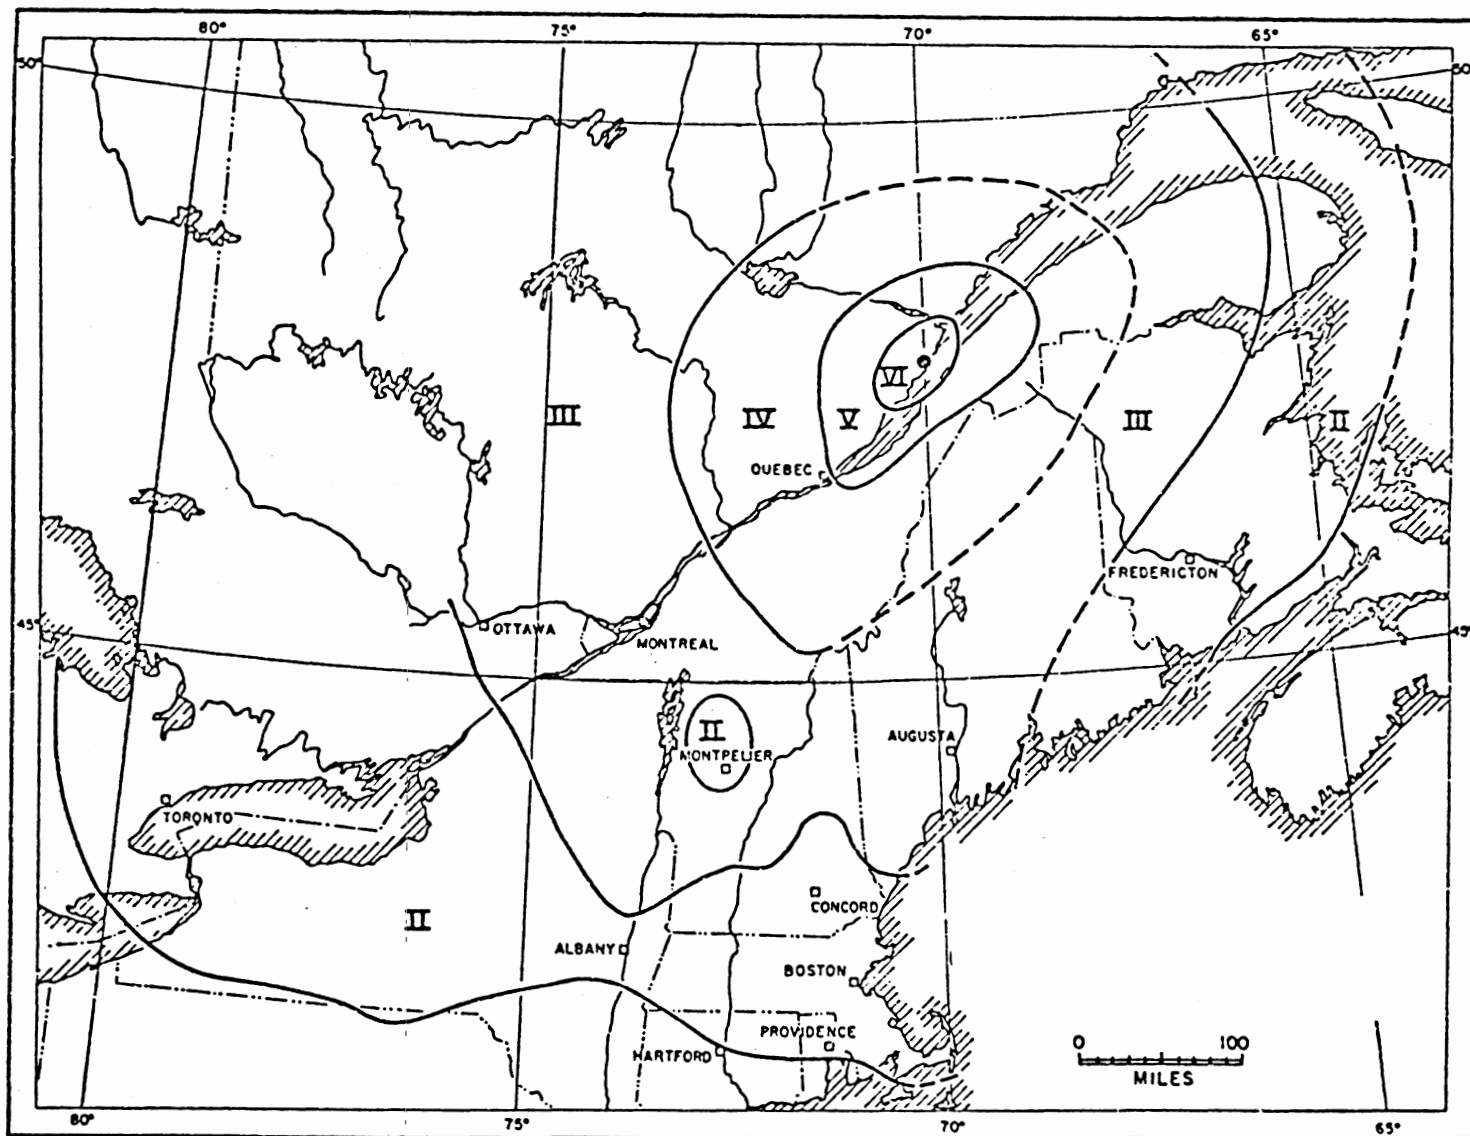 80°
75°
70°
65°
50°
50
VI
III
IV
V
III
II
QUEBEC
FREDERICTON
45°
OTTAWA
MONTREAL
45°
II
AUGUSTA
MONTPELIER
TORONTO
CONCORD
II
ALBANY
BOSTON
PROVIDENCE
HARTFORD
0 100
MILES
80°
75°
70°
65°